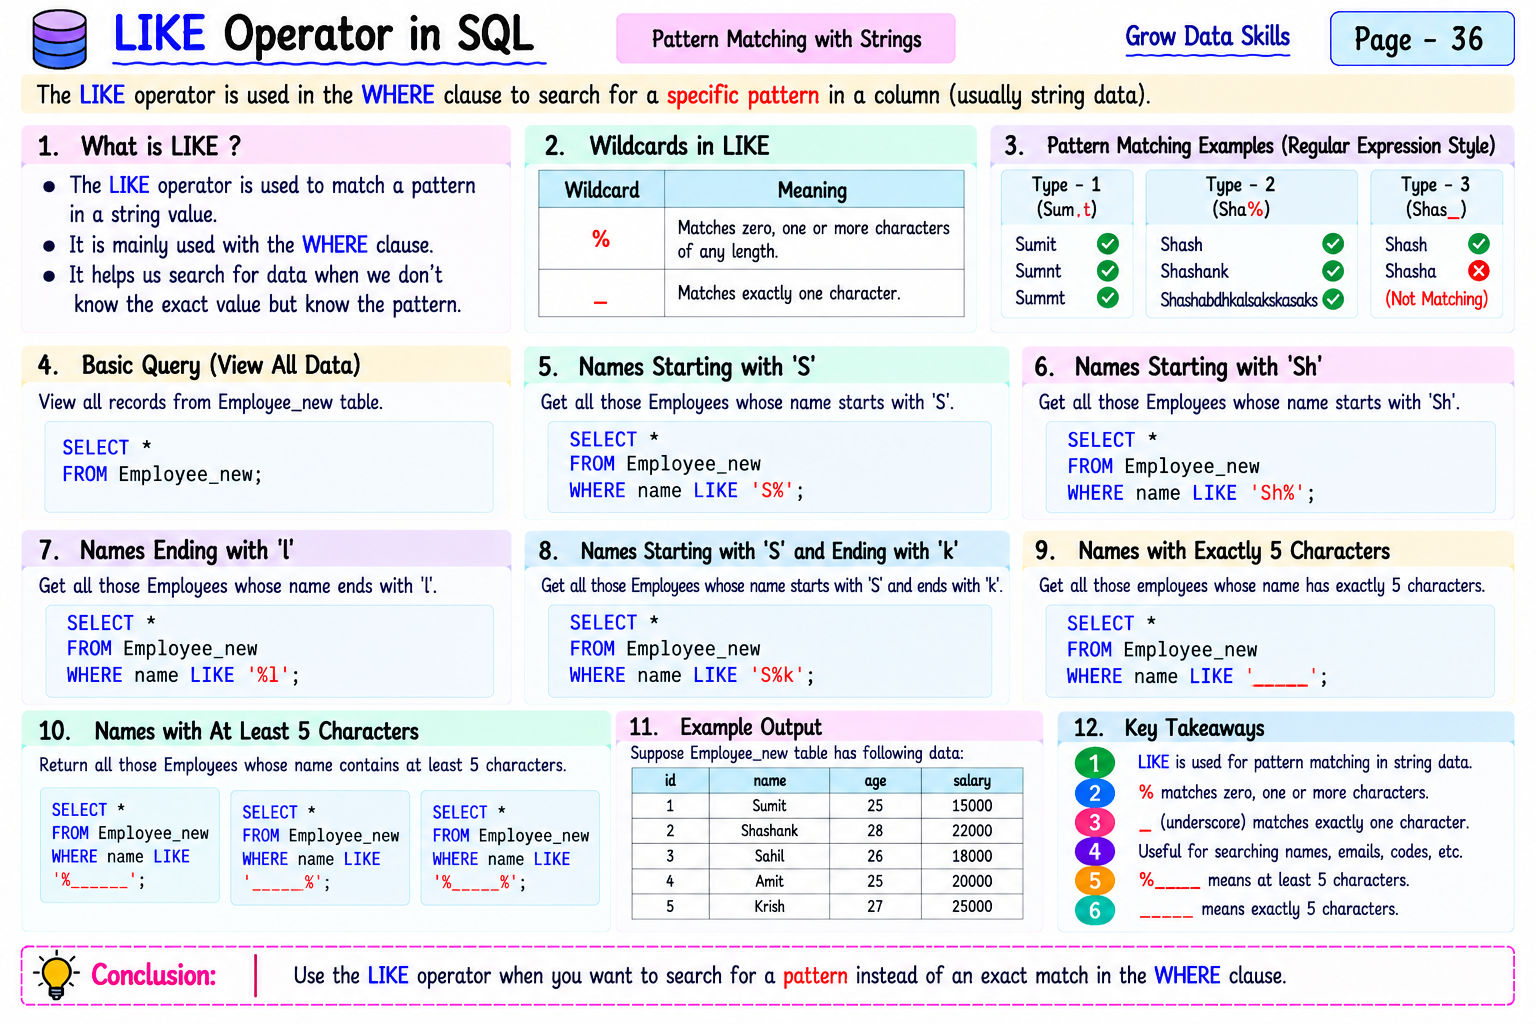 LIKE Operator in SQL
Pattern Matching with Strings
Grow Data Skills
Page - 36
The LIKE operator is used in the WHERE clause to search for a specific pattern in a column (usually string data).
1. What is LIKE ?
The LIKE operator is used to match a pattern
in a string value.
It is mainly used with the WHERE clause.
It helps us search for data when we don't
know the exact value but know the pattern.
2. Wildcards in LIKE
Wildcard Meaning
% Matches zero, one or more characters
of any length.
_ Matches exactly one character.
3. Pattern Matching Examples (Regular Expression Style)
Type - 1
(Sum.t)
Sumit
Sumnt
Summt
Type - 2
(Sha%)
Shash
Shashank
Shashabdhkalsakskasaks
Type - 3
(Shas_)
Shash
Shasha
(Not Matching)
4. Basic Query (View All Data)
View all records from Employee_new table.
SELECT *
FROM Employee_new;
5. Names Starting with 'S'
Get all those Employees whose name starts with 'S'.
SELECT *
FROM Employee_new
WHERE name LIKE 'S%';
6. Names Starting with 'Sh'
Get all those Employees whose name starts with 'Sh'.
SELECT *
FROM Employee_new
WHERE name LIKE 'Sh%';
7. Names Ending with 'l'
Get all those Employees whose name ends with 'l'.
SELECT *
FROM Employee_new
WHERE name LIKE '%l';
8. Names Starting with 'S' and Ending with 'k'
Get all those Employees whose name starts with 'S' and ends with 'k'.
SELECT *
FROM Employee_new
WHERE name LIKE 'S%k';
9. Names with Exactly 5 Characters
Get all those employees whose name has exactly 5 characters.
SELECT *
FROM Employee_new
WHERE name LIKE '_____';
10. Names with At Least 5 Characters
Return all those Employees whose name contains at least 5 characters.
SELECT *
FROM Employee_new
WHERE name LIKE
'%______';
SELECT *
FROM Employee_new
WHERE name LIKE
'_____%';
SELECT *
FROM Employee_new
WHERE name LIKE
'%_____%';
11. Example Output
Suppose Employee_new table has following data:
id name age salary
1 Sumit 25 15000
2 Shashank 28 22000
3 Sahil 26 18000
4 Amit 25 20000
5 Krish 27 25000
12. Key Takeaways
1 LIKE is used for pattern matching in string data.
2 % matches zero, one or more characters.
3 _ (underscore) matches exactly one character.
4 Useful for searching names, emails, codes, etc.
5 %_____ means at least 5 characters.
6 _____ means exactly 5 characters.
Conclusion:
Use the LIKE operator when you want to search for a pattern instead of an exact match in the WHERE clause.